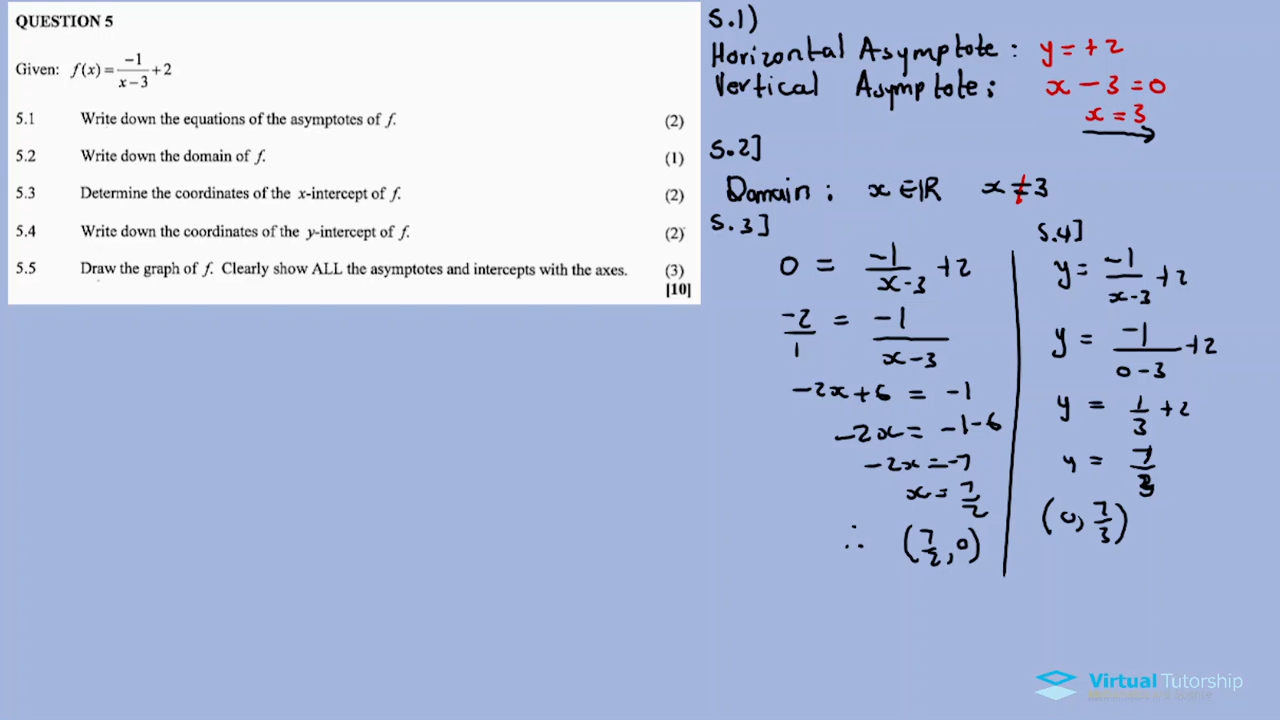 QUESTION 5
Given: f(x) = -1/(x-3) + 2
5.1 Write down the equations of the asymptotes of f. (2)
5.2 Write down the domain of f. (1)
5.3 Determine the coordinates of the x-intercept of f. (2)
5.4 Write down the coordinates of the y-intercept of f. (2)
5.5 Draw the graph of f. Clearly show ALL the asymptotes and intercepts with the axes. (3)
[10]
5.1)
Horizontal Asymptote : y = +2
Vertical Asymptote : x - 3 = 0
x = 3
5.2]
Domain : x ∈ ℝ x ≠ 3
5.3]
0 = -1/(x-3) + 2
-2/1 = -1/(x-3)
-2x + 6 = -1
-2x = -1 - 6
-2x = -7
x = 7/2
∴ (7/2, 0)
5.4]
y = -1/(x-3) + 2
y = -1/(0-3) + 2
y = 1/3 + 2
y = 7/3
(0, 7/3)
Virtual Tutorship